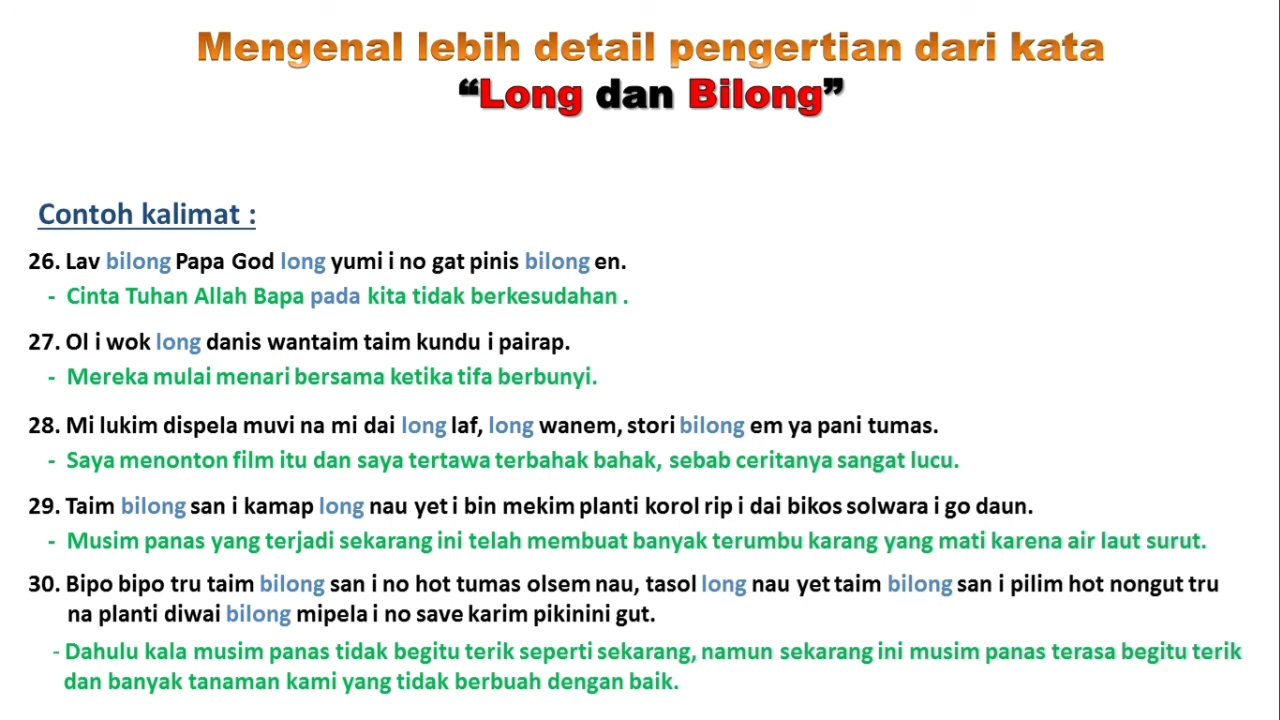 Mengenal lebih detail pengertian dari kata
“Long dan Bilong”
Contoh kalimat :
26. Lav bilong Papa God long yumi i no gat pinis bilong en.
- Cinta Tuhan Allah Bapa pada kita tidak berkesudahan .
27. Ol i wok long danis wantaim taim kundu i pairap.
- Mereka mulai menari bersama ketika tifa berbunyi.
28. Mi lukim dispela muvi na mi dai long laf, long wanem, stori bilong em ya pani tumas.
- Saya menonton film itu dan saya tertawa terbahak bahak, sebab ceritanya sangat lucu.
29. Taim bilong san i kamap long nau yet i bin mekim planti korol rip i dai bikos solwara i go daun.
- Musim panas yang terjadi sekarang ini telah membuat banyak terumbu karang yang mati karena air laut surut.
30. Bipo bipo tru taim bilong san i no hot tumas olsem nau, tasol long nau yet taim bilong san i pilim hot nongut tru
na planti diwai bilong mipela i no save karim pikinini gut.
- Dahulu kala musim panas tidak begitu terik seperti sekarang, namun sekarang ini musim panas terasa begitu terik
dan banyak tanaman kami yang tidak berbuah dengan baik.